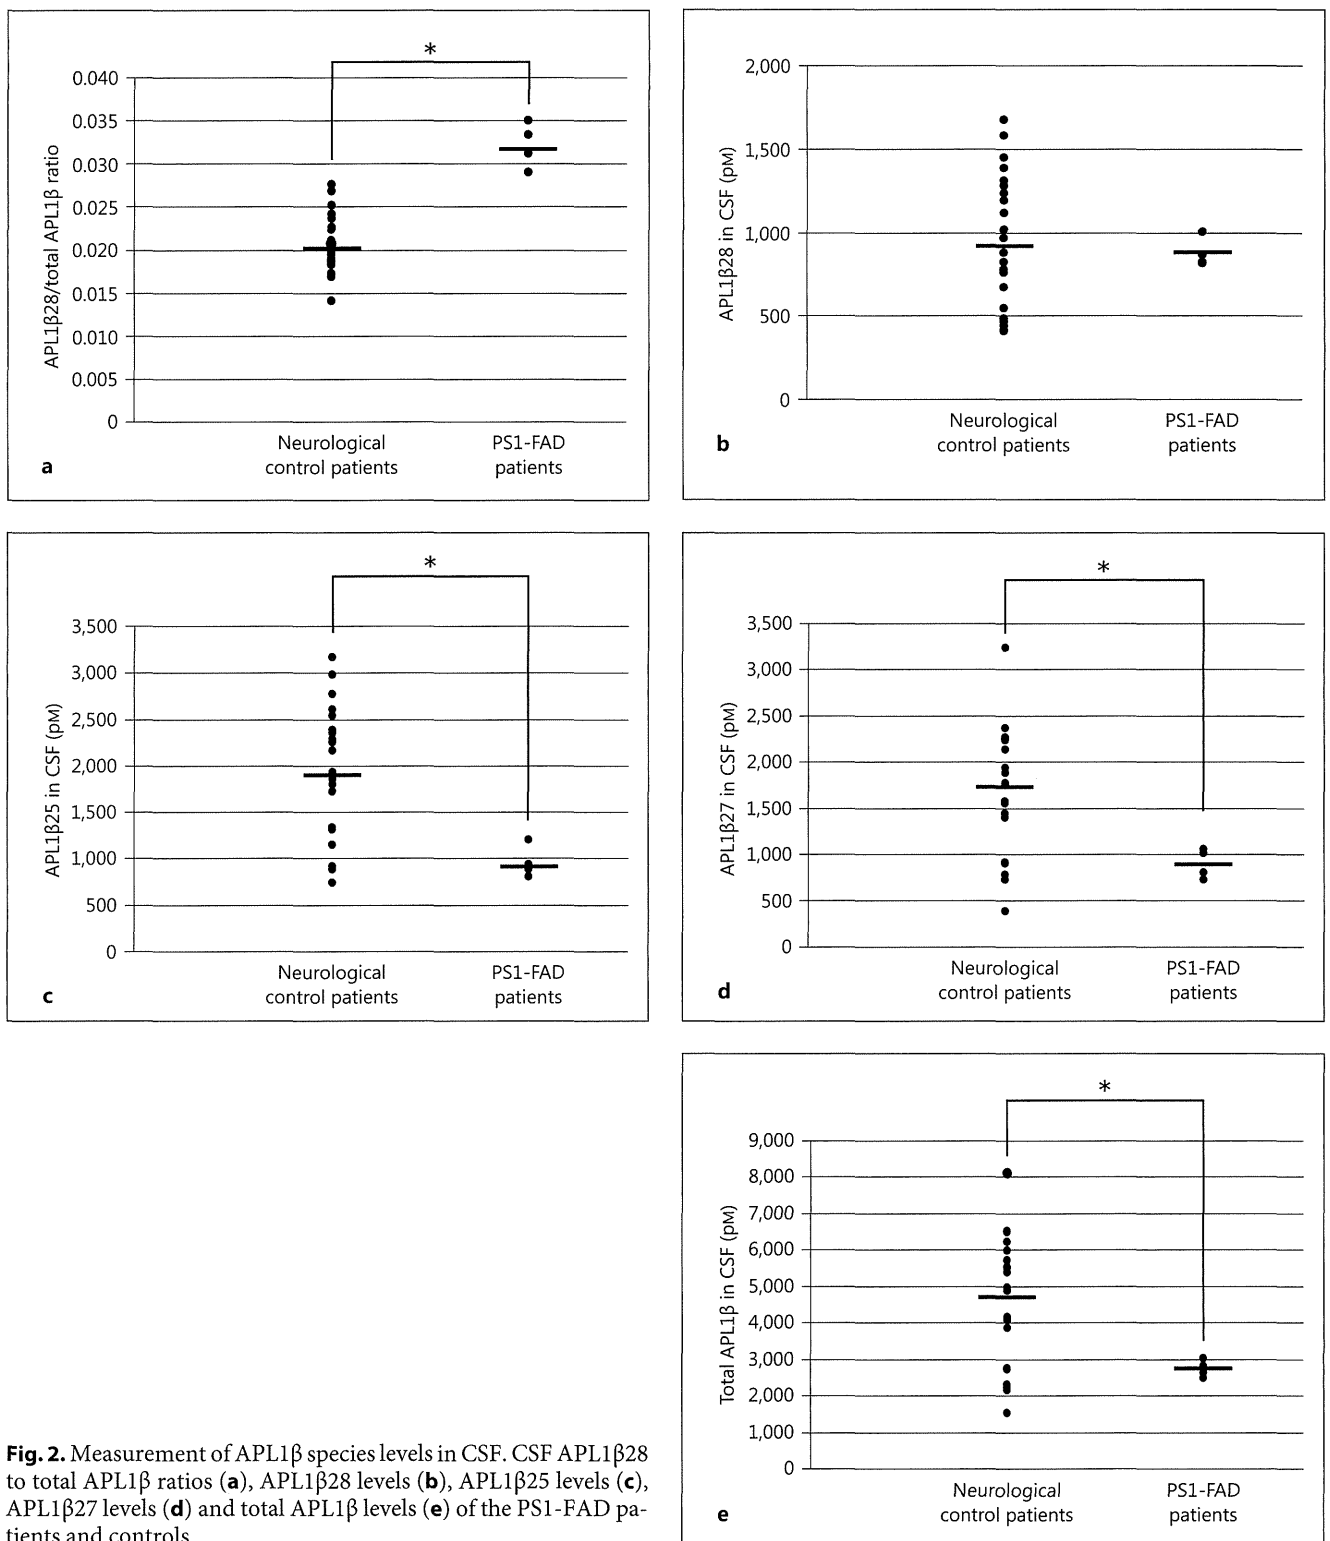 *
0.040
0.035
0.030
0.025
0.020
0.015
0.010
0.005
0
APL1β28/total APL1β ratio
Neurological
control patients
PS1-FAD
patients
a
2,000
1,500
1,000
500
0
APL1β28 in CSF (pM)
Neurological
control patients
PS1-FAD
patients
b
*
3,500
3,000
2,500
2,000
1,500
1,000
500
0
APL1β25 in CSF (pM)
Neurological
control patients
PS1-FAD
patients
c
*
3,500
3,000
2,500
2,000
1,500
1,000
500
0
APL1β27 in CSF (pM)
Neurological
control patients
PS1-FAD
patients
d
*
9,000
8,000
7,000
6,000
5,000
4,000
3,000
2,000
1,000
0
Total APL1β in CSF (pM)
Neurological
control patients
PS1-FAD
patients
e
Fig. 2. Measurement of APL1β species levels in CSF. CSF APL1β28
to total APL1β ratios (a), APL1β28 levels (b), APL1β25 levels (c),
APL1β27 levels (d) and total APL1β levels (e) of the PS1-FAD pa-
tients and controls